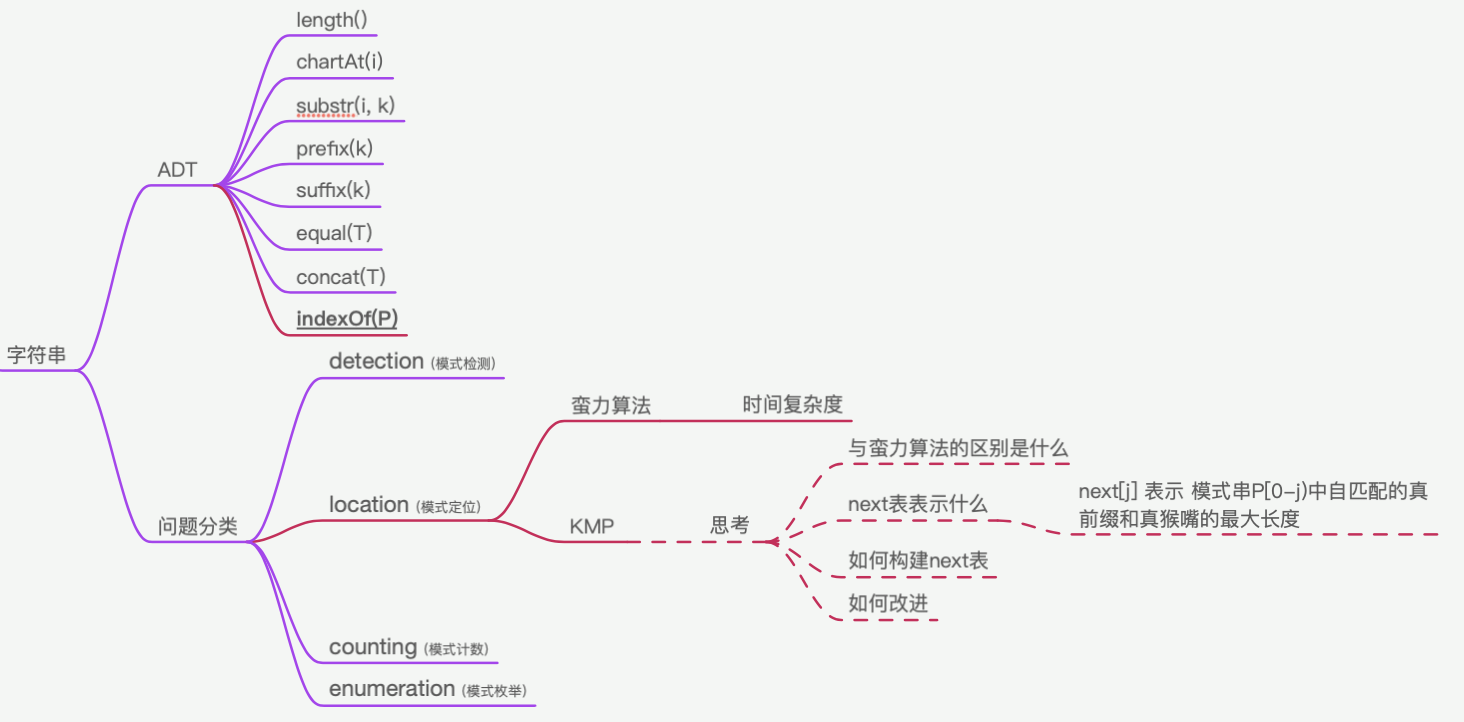 字符串
ADT
length()
chartAt(i)
substr(i, k)
prefix(k)
suffix(k)
equal(T)
concat(T)
indexOf(P)
问题分类
detection (模式检测)
location (模式定位)
蛮力算法
时间复杂度
KMP
思考
与蛮力算法的区别是什么
next表表示什么
next[j] 表示 模式串P[0-j)中自匹配的真
前缀和真猴嘴的最大长度
如何构建next表
如何改进
counting (模式计数)
enumeration (模式枚举)